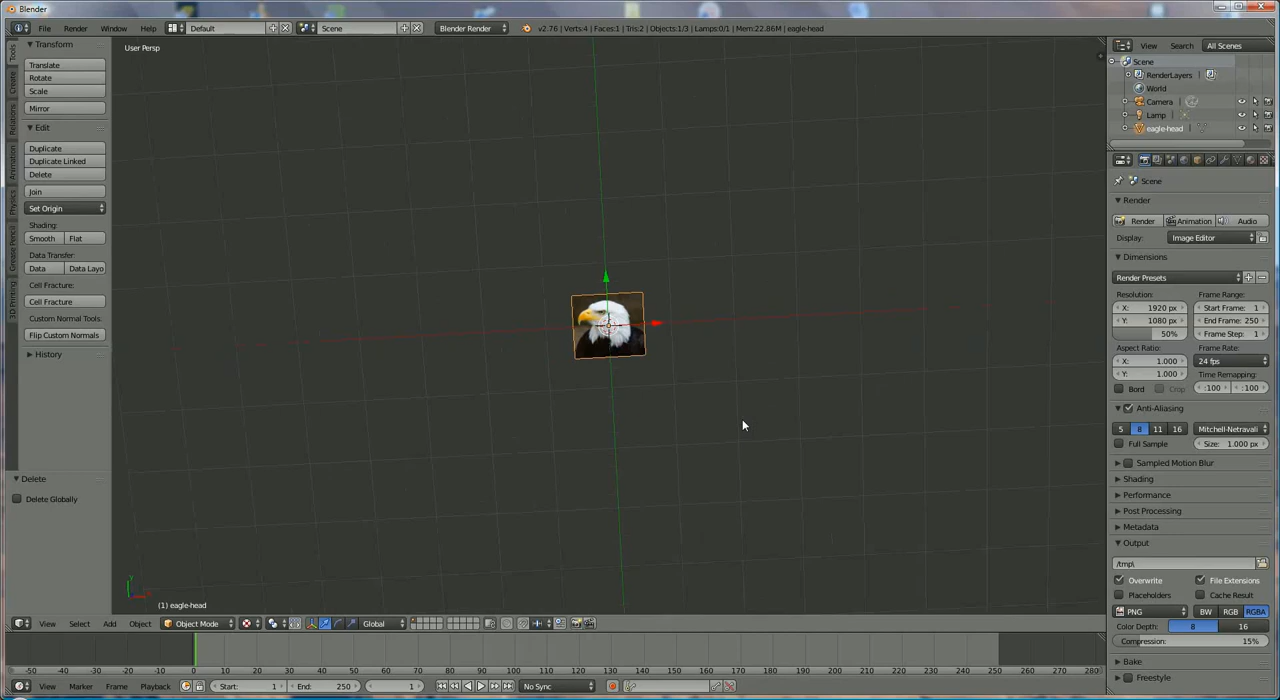 Blender
File Render Window Help Default Scene Blender Render v2.76 | Verts:4 | Faces:1 | Tris:2 | Objects:1/3 | Lamps:0/1 | Mem:22.86M | eagle-head
Transform
Translate
Rotate
Scale
Mirror
Edit
Duplicate
Duplicate Linked
Delete
Join
Set Origin
Shading:
Smooth Flat
Data Transfer:
Data Data Layo
Cell Fracture:
Cell Fracture
Custom Normal Tools:
Flip Custom Normals
History
Tools
Create
Relations
Animation
Physics
Grease Pencil
3D Printing
Delete
Delete Globally
User Persp
(1) eagle-head
View Select Add Object Object Mode Global
-50 -40 -30 -20 -10 0 10 20 30 40 50 60 70 80 90 100 110 120 130 140 150 160 170 180 190 200 210 220 230 240 250 260 270 280
View Marker Frame Playback Start: 1 End: 250 1 No Sync
View Search All Scenes
Scene
RenderLayers
World
Camera
Lamp
eagle-head
Scene
Render
Render Animation Audio
Display: Image Editor
Dimensions
Render Presets
Resolution: Frame Range:
X: 1920 px Start Frame: 1
Y: 1080 px End Frame: 250
50% Frame Step: 1
Aspect Ratio: Frame Rate:
X: 1.000 24 fps
Y: 1.000 Time Remapping:
Bord Crop :100 :100
Anti-Aliasing
5 8 11 16 Mitchell-Netravali
Full Sample Size: 1.000 px
Sampled Motion Blur
Shading
Performance
Post Processing
Metadata
Output
/tmp\
Overwrite File Extensions
Placeholders Cache Result
PNG BW RGB RGBA
Color Depth: 8 16
Compression: 15%
Bake
Freestyle